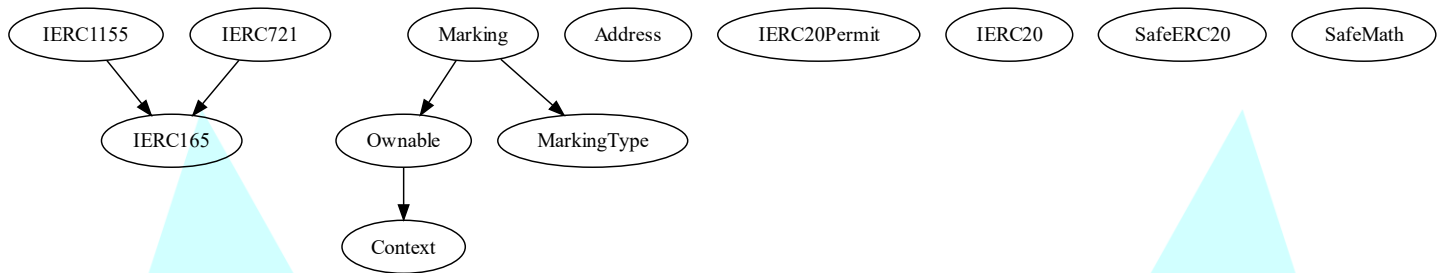 IERC1155
IERC721
Marking
Address
IERC20Permit
IERC20
SafeERC20
SafeMath
IERC165
Ownable
MarkingType
Context